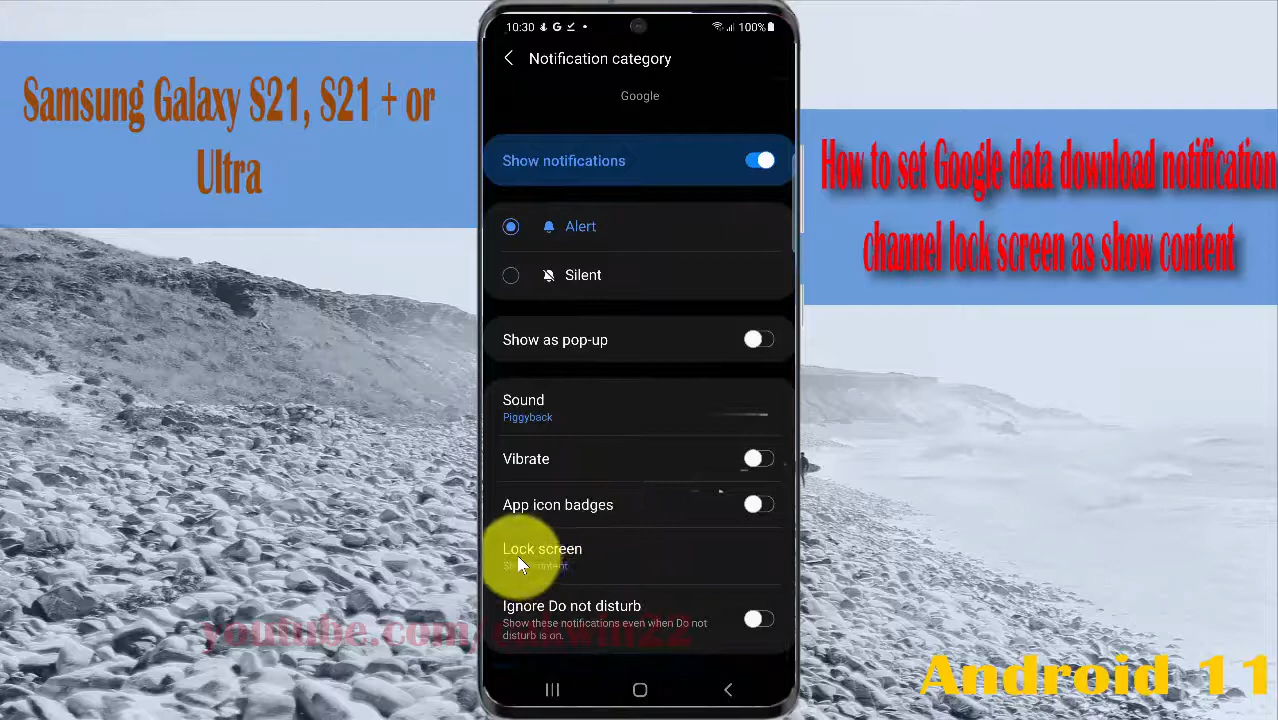 Samsung Galaxy S21, S21 + or
Ultra
10:30
100%
Notification category
Google
Show notifications
Alert
Silent
Show as pop-up
Sound
Piggyback
Vibrate
App icon badges
Lock screen
Ignore Do not disturb
Show these notifications even when Do not
disturb is on.
How to set Google data download notification
channel lock screen as show content
youtube.com/
Android 11